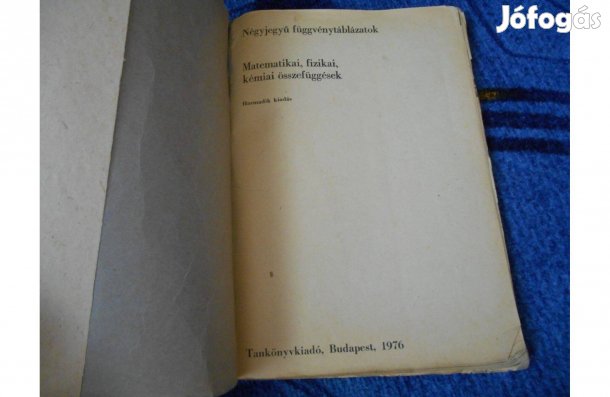 Jófogás
Négyjegyű függvénytáblázatok
Matematikai, fizikai,
kémiai összefüggések
Harmadik kiadás
Tankönyvkiadó, Budapest, 1976